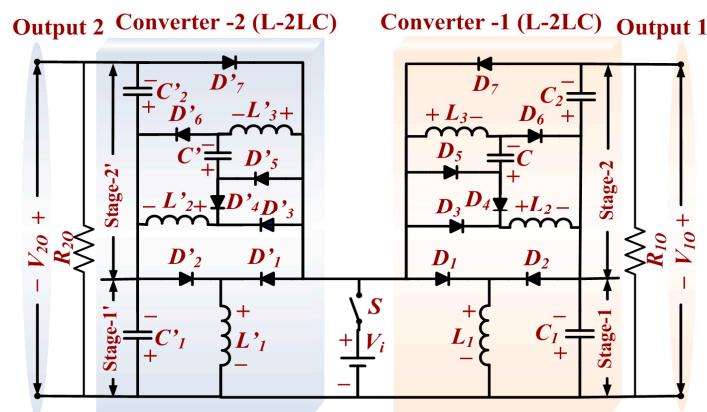 Output 2
Converter -2 (L-2LC)
Converter -1 (L-2LC)
Output 1
D'7
D7
C'2
C2
D'6
L'3
L3
D6
C'
D'5
D5
C
L'2
D'4
D'3
D3
D4
L2
Stage-2'
Stage-2
V2O
R2O
R1O
V1O
D'2
D'1
D1
D2
S
Stage-1'
C'1
L'1
Vi
L1
C1
Stage-1